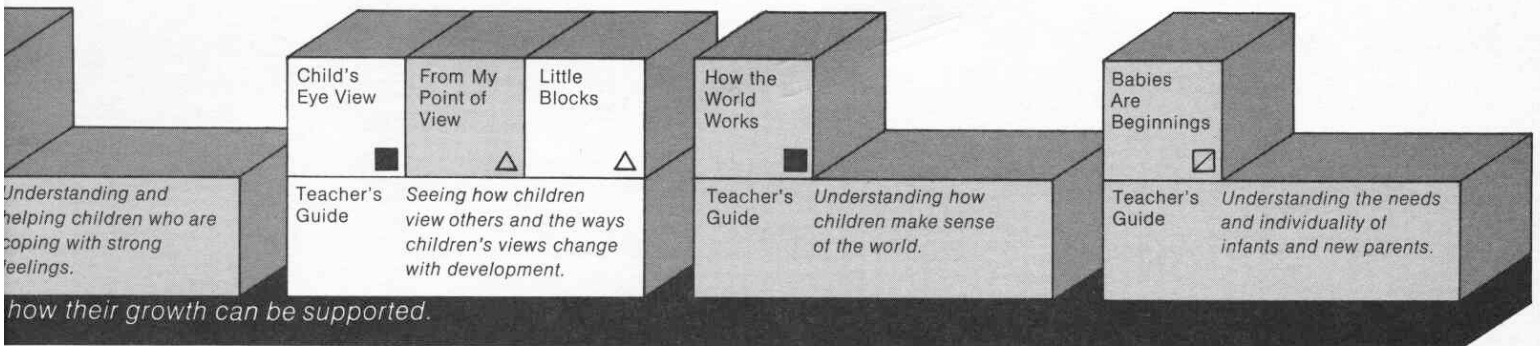 Child's
Eye View
From My
Point of
View
Little
Blocks
How the
World
Works
Babies
Are
Beginnings
Understanding and
helping children who are
coping with strong
feelings.
Teacher's
Guide
Seeing how children
view others and the ways
children's views change
with development.
Teacher's
Guide
Understanding how
children make sense
of the world.
Teacher's
Guide
Understanding the needs
and individuality of
infants and new parents.
how their growth can be supported.